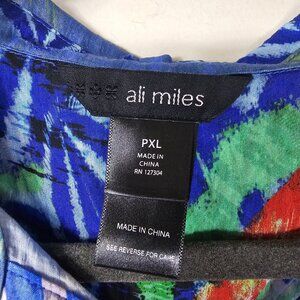 ali miles
PXL
MADE IN
CHINA
RN 127304
MADE IN CHINA
SEE REVERSE FOR CARE